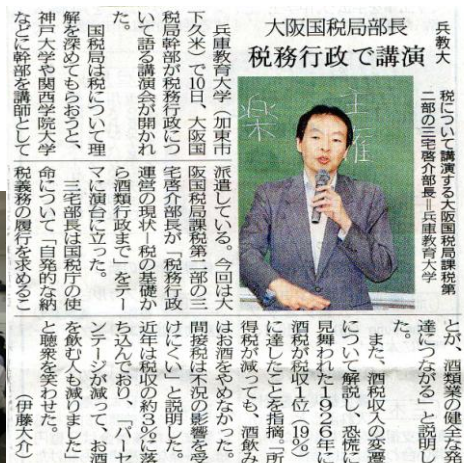 兵教大
大阪国税局部長
税務行政で講演
楽
主権
税について講演する大阪国税局課税第
二部の三宅啓介部長=兵庫教育大学
兵庫教育大学（加東市
下久米）で10日、大阪国
税局幹部が税務行政につ
いて語る講演会が開かれ
た。
国税局は税について理
解を深めてもらおうと、
神戸大学や関西学院大学
などに幹部を講師として
派遣している。今回は大
阪国税局課税第二部の三
宅啓介部長が「税務行政
運営の現状―税の基礎か
ら酒類行政まで」をテー
マに演台に立った。
三宅部長は国税庁の使
命について「自発的な納
税義務の履行を求めるこ
とが、酒類業の健全な発
達につながる」と説明し
た。
また、酒税収入の変遷
について解説し、恐慌に
見舞われた1926年に
酒税が税収1位（19%）
に達したことを指摘。「所
得税が減っても、酒飲み
はお酒をやめなかった。
間接税は不況の影響を受
けにくい」と説明した。
近年は税収の約3%に落
ち込んでおり、「パーセ
ンテージが減って、お酒
を飲む人も減りました」
と聴衆を笑わせた。
（伊藤大介）